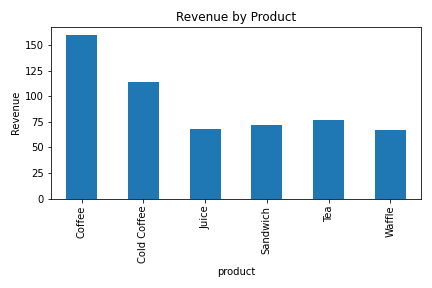 Revenue by Product
Revenue
150
125
100
75
50
25
0
Coffee
Cold Coffee
Juice
Sandwich
Tea
Waffle
product